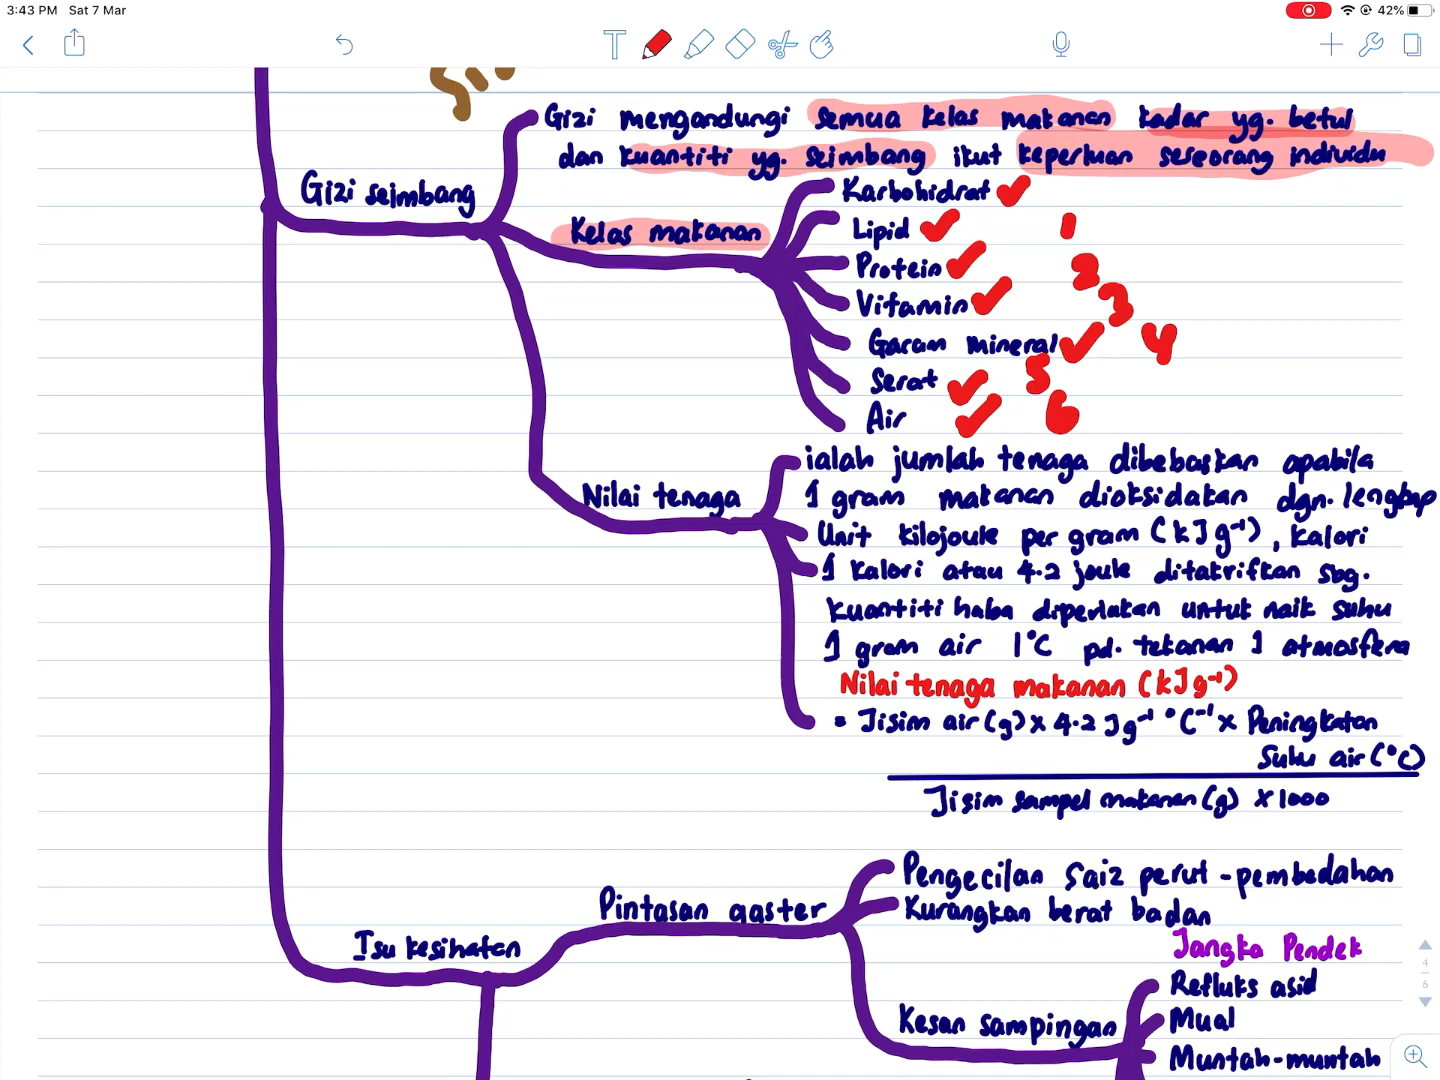 3:43 PM Sat 7 Mar
42%
T
Gizi mengandungi semua kelas makanan kadar yg. betul
dan kuantiti yg. seimbang ikut keperluan seseorang individu
Gizi seimbang
Kelas makanan
Karbohidrat
Lipid
1
Protein
2
Vitamin
3
Garam mineral
4
Serat
5
Air
6
Nilai tenaga
ialah jumlah tenaga dibebaskan apabila
1 gram makanan dioksidakan dgn. lengkap
Unit kilojoule per gram (kJ g⁻¹), kalori
1 kalori atau 4.2 joule ditakrifkan sbg.
kuantiti haba diperlukan untuk naik suhu
1 gram air 1°C pd. tekanan 1 atmosfera
Nilai tenaga makanan (kJ g⁻¹)
= Jisim air (g) x 4.2 J g⁻¹ °C⁻¹ x Peningkatan
Suhu air (°C)
Jisim sampel makanan (g) x 1000
Isu kesihatan
Pintasan gaster
Pengecilan saiz perut - pembedahan
Kurangkan berat badan
Jangka Pendek
Kesan sampingan
Refluks asid
Mual
Muntah-muntah
4
6